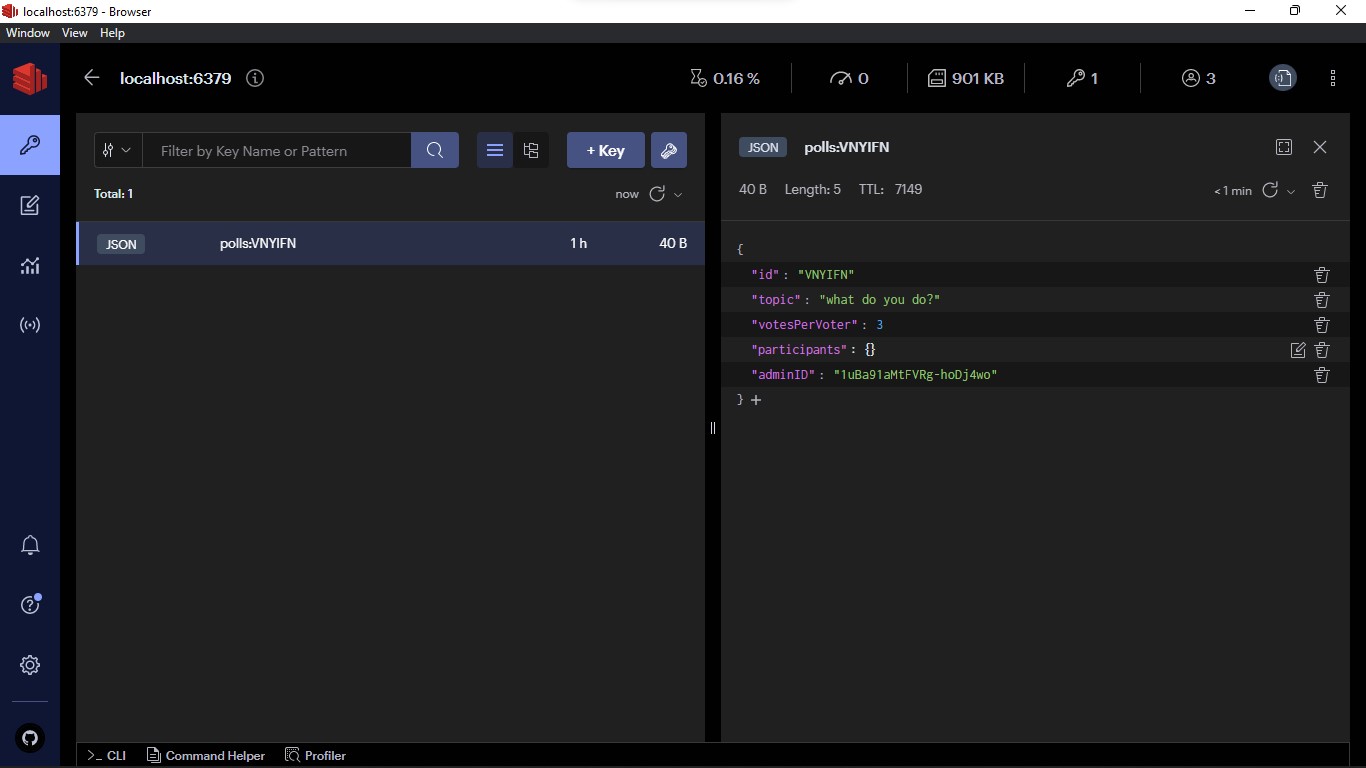 localhost:6379 - Browser
Window View Help
localhost:6379
0.16 %
0
901 KB
1
3
Filter by Key Name or Pattern
+ Key
Total: 1
now
JSON polls:VNYIFN 1 h 40 B
JSON polls:VNYIFN
40 B Length: 5 TTL: 7149
<1 min
{
"id" : "VNYIFN"
"topic" : "what do you do?"
"votesPerVoter" : 3
"participants" : {}
"adminID" : "1uBa91aMtFVRg-hoDj4wo"
} +
>_ CLI Command Helper Profiler